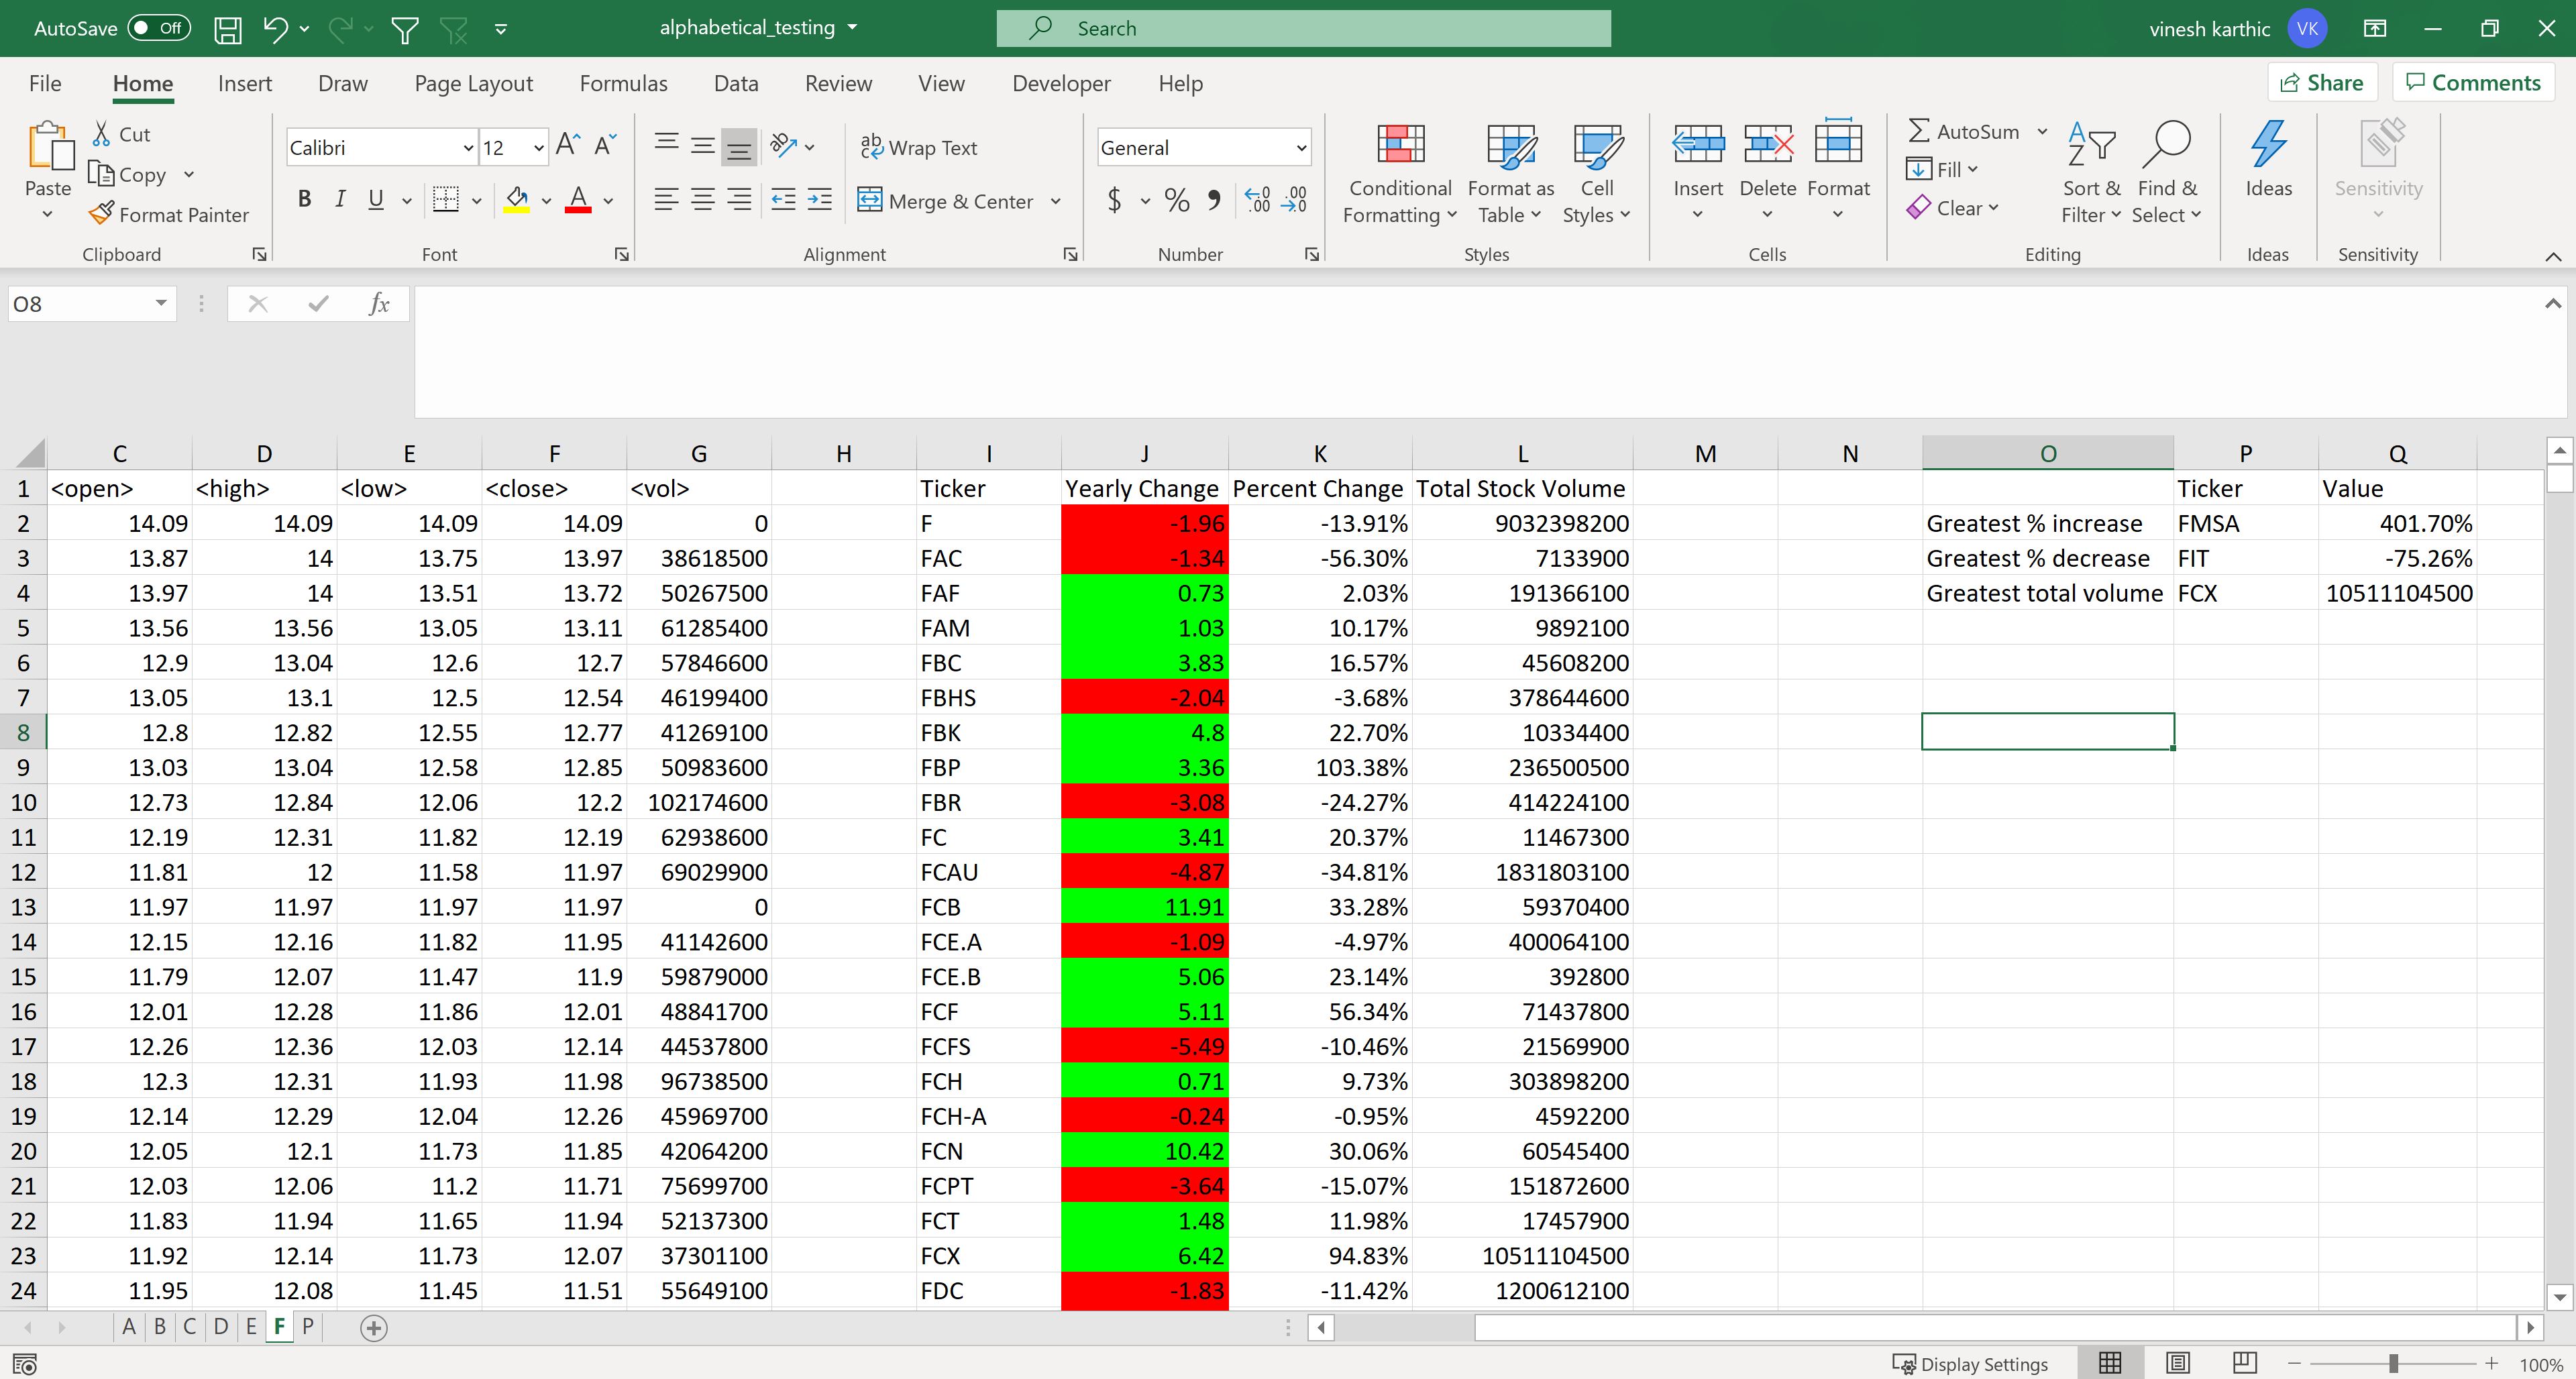 AutoSave Off alphabetical_testing Search vinesh karthic VK
File Home Insert Draw Page Layout Formulas Data Review View Developer Help Share Comments
Paste Cut Copy Format Painter Clipboard
Calibri 12 A A B I U A Font
ab c Wrap Text Merge & Center Alignment
General $ % , .0 .00 .00 .0 Number
Conditional Formatting Format as Table Cell Styles Styles
Insert Delete Format Cells
AutoSum Fill Clear A Z Sort & Filter Find & Select Editing
Ideas Ideas
Sensitivity Sensitivity
O8 fx
C D E F G H I J K L M N O P Q
1 <open> <high> <low> <close> <vol> Ticker Yearly Change Percent Change Total Stock Volume Ticker Value
2 14.09 14.09 14.09 14.09 0 F -1.96 -13.91% 9032398200 Greatest % increase FMSA 401.70%
3 13.87 14 13.75 13.97 38618500 FAC -1.34 -56.30% 7133900 Greatest % decrease FIT -75.26%
4 13.97 14 13.51 13.72 50267500 FAF 0.73 2.03% 191366100 Greatest total volume FCX 10511104500
5 13.56 13.56 13.05 13.11 61285400 FAM 1.03 10.17% 9892100
6 12.9 13.04 12.6 12.7 57846600 FBC 3.83 16.57% 45608200
7 13.05 13.1 12.5 12.54 46199400 FBHS -2.04 -3.68% 378644600
8 12.8 12.82 12.55 12.77 41269100 FBK 4.8 22.70% 10334400
9 13.03 13.04 12.58 12.85 50983600 FBP 3.36 103.38% 236500500
10 12.73 12.84 12.06 12.2 102174600 FBR -3.08 -24.27% 414224100
11 12.19 12.31 11.82 12.19 62938600 FC 3.41 20.37% 11467300
12 11.81 12 11.58 11.97 69029900 FCAU -4.87 -34.81% 1831803100
13 11.97 11.97 11.97 11.97 0 FCB 11.91 33.28% 59370400
14 12.15 12.16 11.82 11.95 41142600 FCE.A -1.09 -4.97% 400064100
15 11.79 12.07 11.47 11.9 59879000 FCE.B 5.06 23.14% 392800
16 12.01 12.28 11.86 12.01 48841700 FCF 5.11 56.34% 71437800
17 12.26 12.36 12.03 12.14 44537800 FCFS -5.49 -10.46% 21569900
18 12.3 12.31 11.93 11.98 96738500 FCH 0.71 9.73% 303898200
19 12.14 12.29 12.04 12.26 45969700 FCH-A -0.24 -0.95% 4592200
20 12.05 12.1 11.73 11.85 42064200 FCN 10.42 30.06% 60545400
21 12.03 12.06 11.2 11.71 75699700 FCPT -3.64 -15.07% 151872600
22 11.83 11.94 11.65 11.94 52137300 FCT 1.48 11.98% 17457900
23 11.92 12.14 11.73 12.07 37301100 FCX 6.42 94.83% 10511104500
24 11.95 12.08 11.45 11.51 55649100 FDC -1.83 -11.42% 1200612100
A B C D E F P
Display Settings 100%